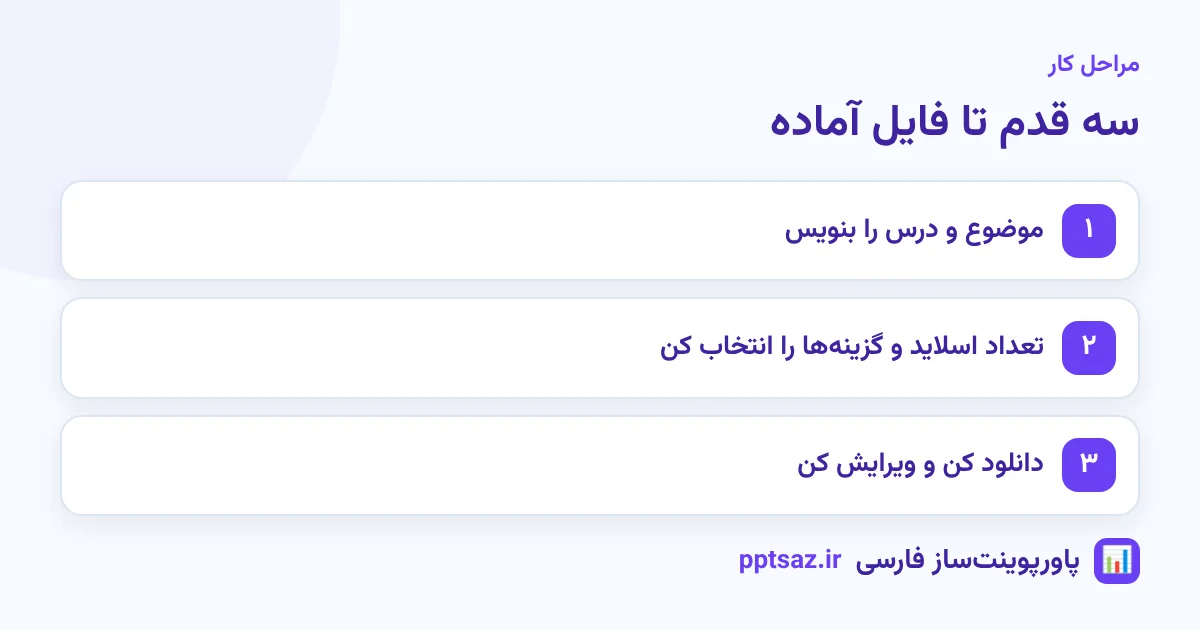 مراحل کار
سه قدم تا فایل آماده
۱ موضوع و درس را بنویس
۲ تعداد اسلاید و گزینه‌ها را انتخاب کن
۳ دانلود کن و ویرایش کن
پاورپوینت‌ساز فارسی pptsaz.ir